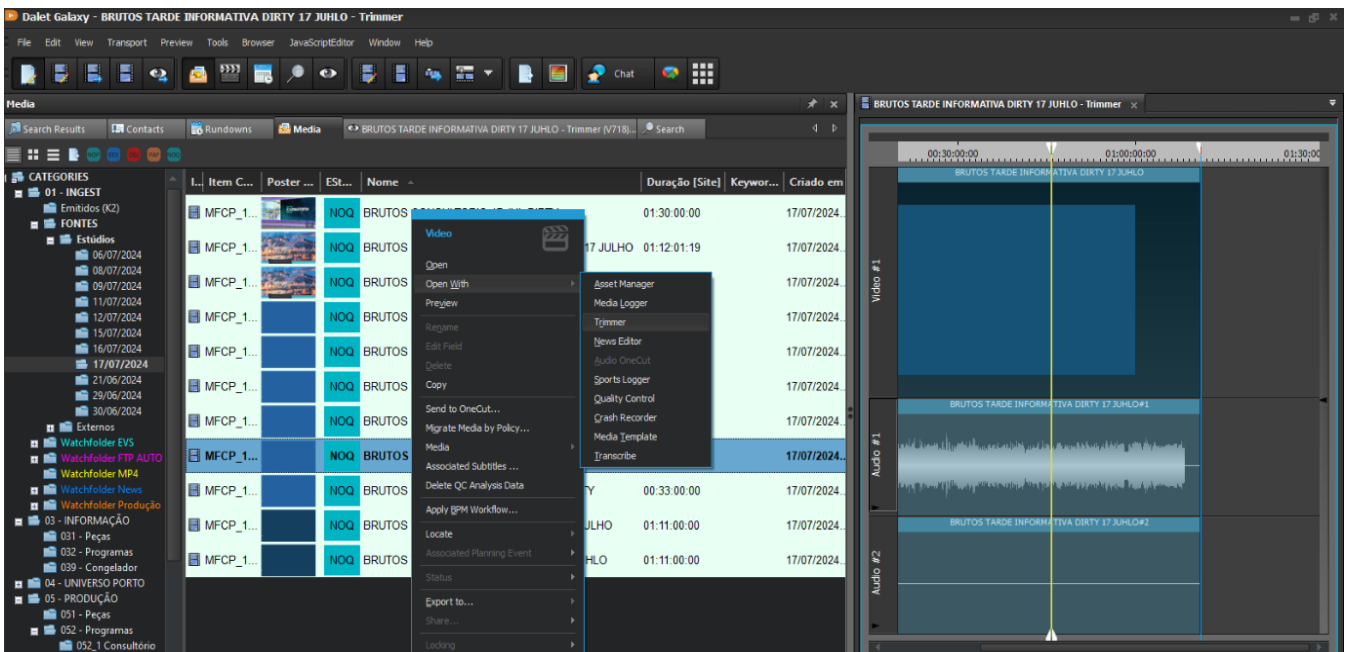 Dalet Galaxy - BRUTOS TARDE INFORMATIVA DIRTY 17 JUHLO - Trimmer
File Edit View Transport Preview Tools Browser JavaScriptEditor Window Help
Chat
Media
BRUTOS TARDE INFORMATIVA DIRTY 17 JUHLO - Trimmer
Search Results Contacts Rundowns Media BRUTOS TARDE INFORMATIVA DIRTY 17 JUHLO - Trimmer (V718)... Search
CATEGORIES
01 - INGEST
Emitidos (K2)
FONTES
Estúdios
06/07/2024
08/07/2024
09/07/2024
11/07/2024
12/07/2024
15/07/2024
16/07/2024
17/07/2024
21/06/2024
29/06/2024
30/06/2024
Externos
Watchfolder EVS
Watchfolder FTP AUTO
Watchfolder MP4
Watchfolder News
Watchfolder Produção
03 - INFORMAÇÃO
031 - Peças
032 - Programas
039 - Congelador
04 - UNIVERSO PORTO
05 - PRODUÇÃO
051 - Peças
052 - Programas
052_1 Consultório
I... Item C... Poster ... ESt... Nome Duração [Site] Keywor... Criado em
MFCP_1... NOQ BRUTOS 01:30:00:00 17/07/2024...
MFCP_1... NOQ BRUTOS 17 JULHO 01:12:01:19 17/07/2024...
MFCP_1... NOQ BRUTOS 17/07/2024...
MFCP_1... NOQ BRUTOS 17/07/2024...
MFCP_1... NOQ BRUTOS 17/07/2024...
MFCP_1... NOQ BRUTOS 17/07/2024...
MFCP_1... NOQ BRUTOS 17/07/2024...
MFCP_1... NOQ BRUTOS 17/07/2024...
MFCP_1... NOQ BRUTOS TY 00:33:00:00 17/07/2024...
MFCP_1... NOQ BRUTOS JLHO 01:11:00:00 17/07/2024...
MFCP_1... NOQ BRUTOS HLO 01:11:00:00 17/07/2024...
Video
Open
Open With
Preview
Rename
Edit Field
Delete
Copy
Send to OneCut...
Migrate Media by Policy...
Media
Associated Subtitles ...
Delete QC Analysis Data
Apply BPM Workflow...
Locate
Associated Planning Event
Status
Export to...
Share...
Locking
Asset Manager
Media Logger
Trimmer
News Editor
Audio OneCut
Sports Logger
Quality Control
Crash Recorder
Media Template
Transcribe
00:30:00:00 01:00:00:00 01:30:00
BRUTOS TARDE INFORMATIVA DIRTY 17 JUHLO
Video #1
BRUTOS TARDE INFORMATIVA DIRTY 17 JUHLO#1
Audio #1
BRUTOS TARDE INFORMATIVA DIRTY 17 JUHLO#2
Audio #2